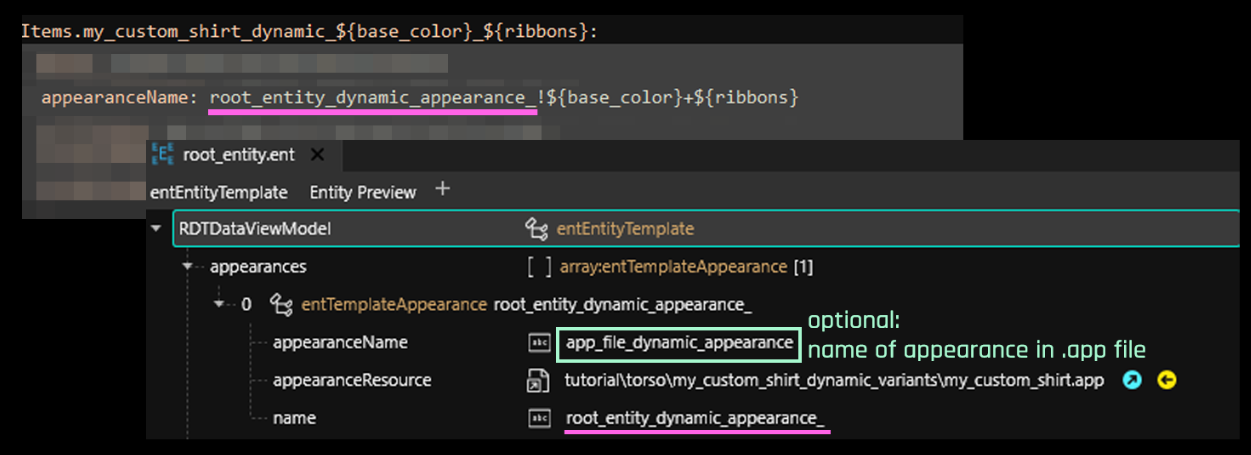 Items.my_custom_shirt_dynamic_${base_color}_${ribbons}:
appearanceName: root_entity_dynamic_appearance_!${base_color}+${ribbons}
root_entity.ent
entEntityTemplate Entity Preview +
RDTDataViewModel entEntityTemplate
appearances [ ] array:entTemplateAppearance [1]
0 entTemplateAppearance root_entity_dynamic_appearance_
appearanceName abc app_file_dynamic_appearance
optional:
name of appearance in .app file
appearanceResource tutorial\torso\my_custom_shirt_dynamic_variants\my_custom_shirt.app
name abc root_entity_dynamic_appearance_